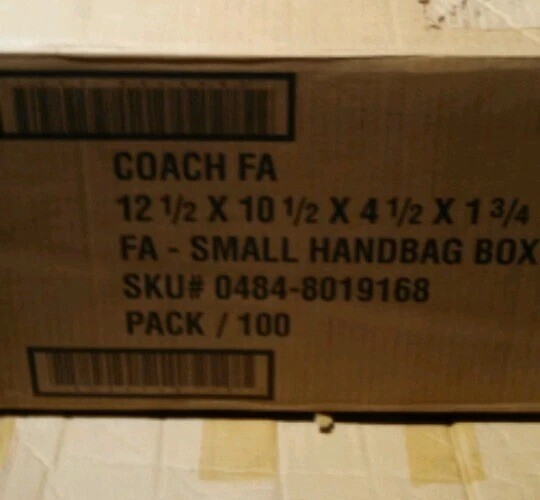 COACH FA
12 1/2 X 10 1/2 X 4 1/2 X 1 3/4
FA - SMALL HANDBAG BOX
SKU# 0484-8019168
PACK / 100